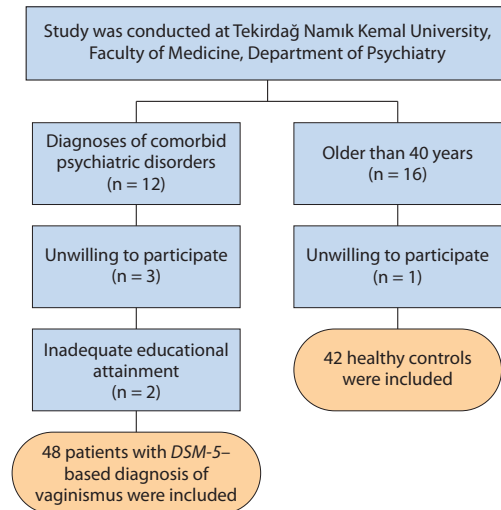 Study was conducted at Tekirdağ Namık Kemal University,
Faculty of Medicine, Department of Psychiatry
Diagnoses of comorbid
psychiatric disorders
(n = 12)
Unwilling to participate
(n = 3)
Inadequate educational
attainment
(n = 2)
48 patients with DSM-5–
based diagnosis of
vaginismus were included
Older than 40 years
(n = 16)
Unwilling to participate
(n = 1)
42 healthy controls
were included